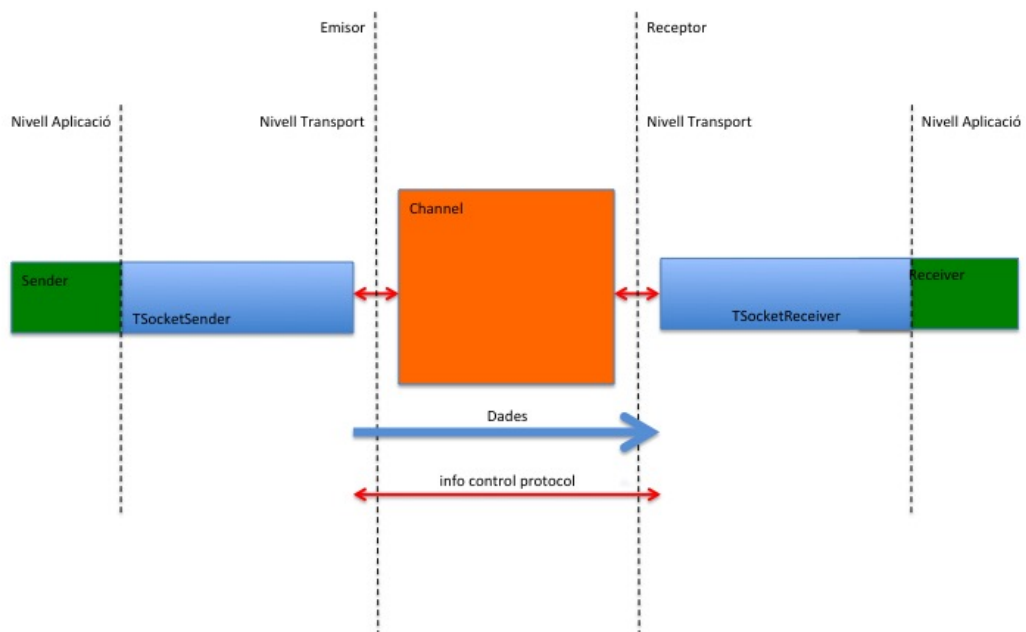 Emisor
Receptor
Nivell Aplicació
Nivell Transport
Nivell Transport
Nivell Aplicació
Channel
Sender
Receiver
TSocketSender
TSocketReceiver
Dades
info control protocol